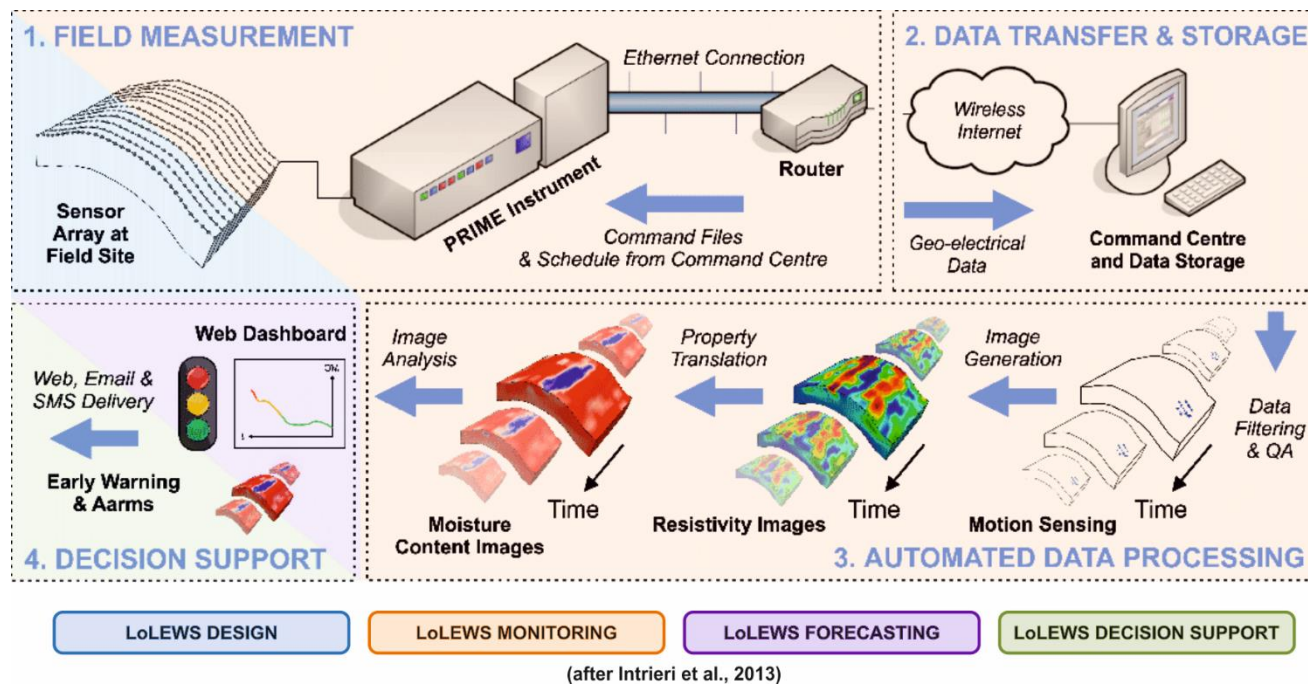 1. FIELD MEASUREMENT
Ethernet Connection
Router
PRIME Instrument
Sensor
Array at
Field Site
Command Files
& Schedule from Command Centre
2. DATA TRANSFER & STORAGE
Wireless
Internet
Geo-electrical
Data
Command Centre
and Data Storage
Data
Filtering
& QA
Image
Generation
Time
Motion Sensing
Property
Translation
Time
Resistivity Images
Image
Analysis
Time
Moisture
Content Images
3. AUTOMATED DATA PROCESSING
Web Dashboard
Web, Email &
SMS Delivery
Early Warning
& Aarms
4. DECISION SUPPORT
LoLEWS DESIGN
LoLEWS MONITORING
LoLEWS FORECASTING
LoLEWS DECISION SUPPORT
(after Intrieri et al., 2013)